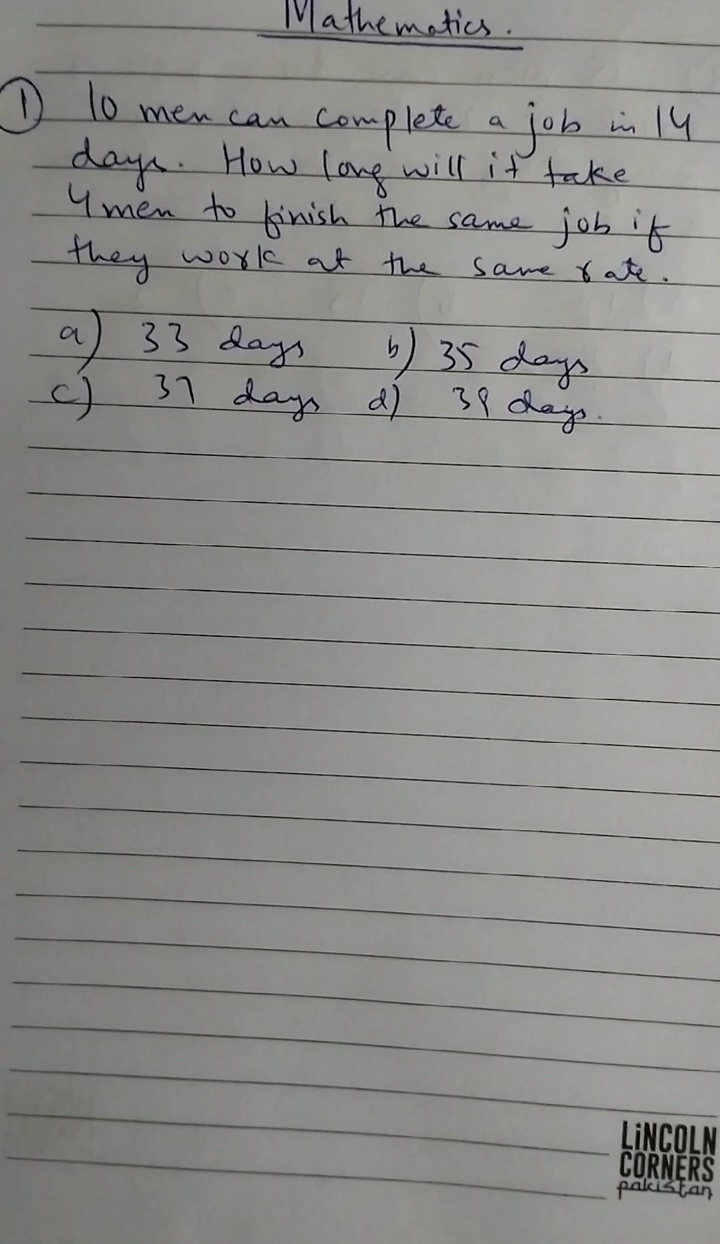 Mathematics.
① 10 men can complete a job in 14
days. How long will it take
4 men to finish the same job if
they work at the same rate.
a) 33 days b) 35 days
c) 37 days d) 39 days.
LiNCOLN
CORNERS
pakistan